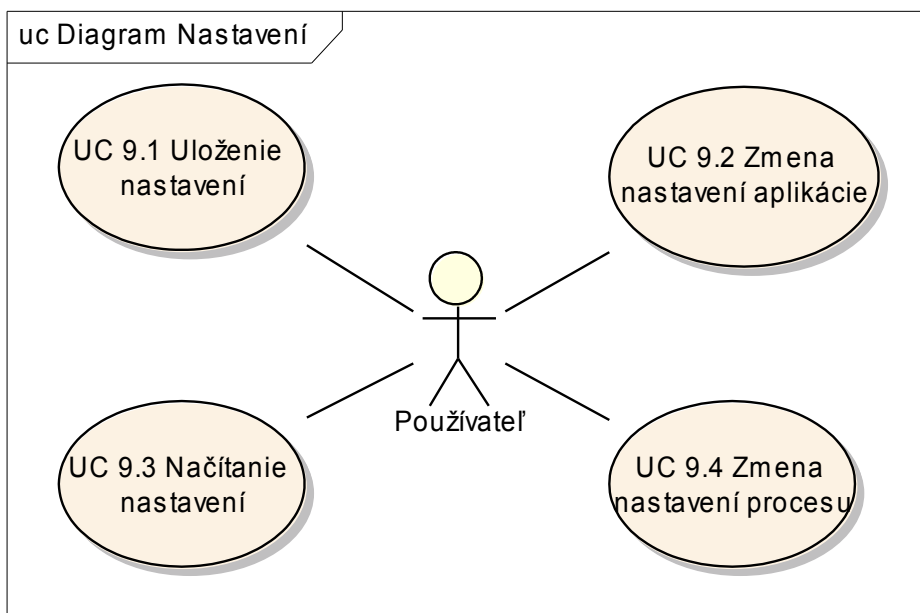 uc Diagram Nastavení
UC 9.1 Uloženie
nastavení
UC 9.2 Zmena
nastavení aplikácie
Používateľ
UC 9.3 Načítanie
nastavení
UC 9.4 Zmena
nastavení procesu